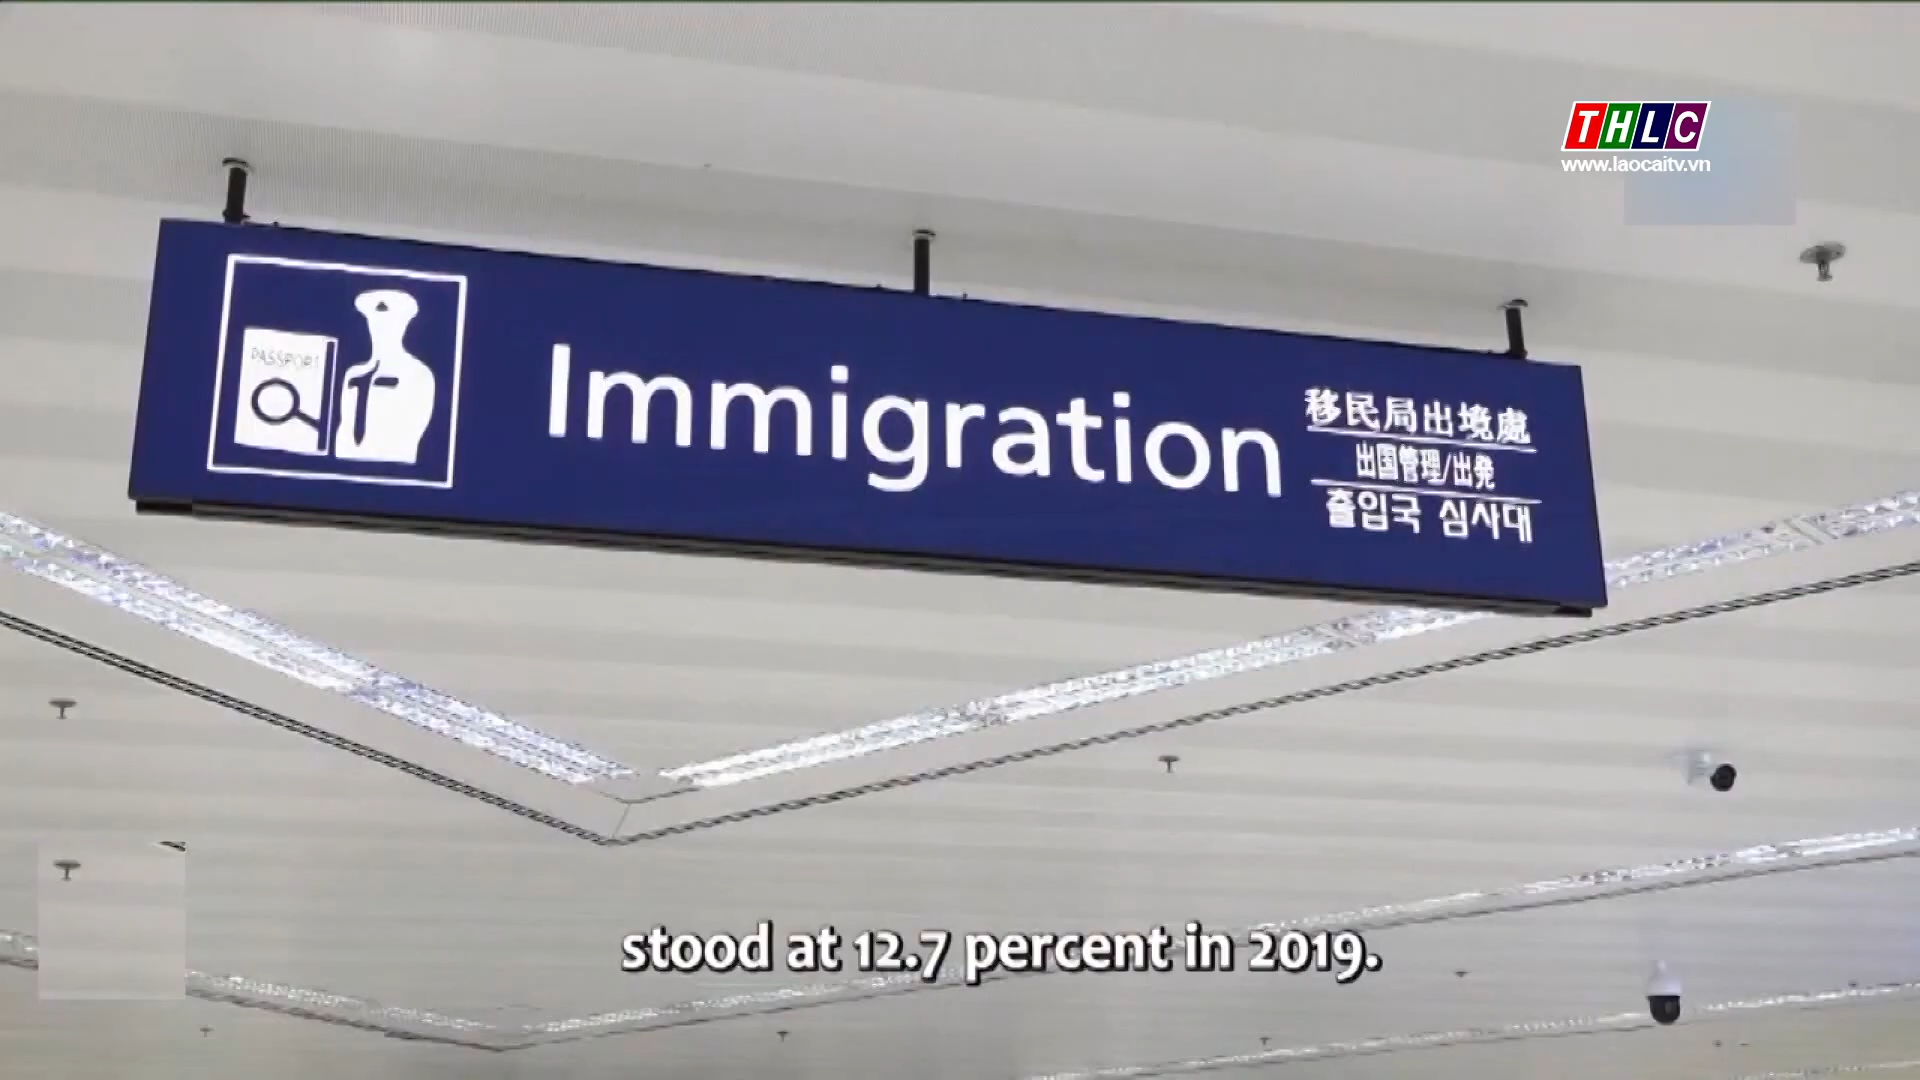 THLC
www.laocaitv.vn
PASSPORT
Immigration
移民局出境處
出国管理/出発
출입국 심사대
stood at 12.7 percent in 2019.